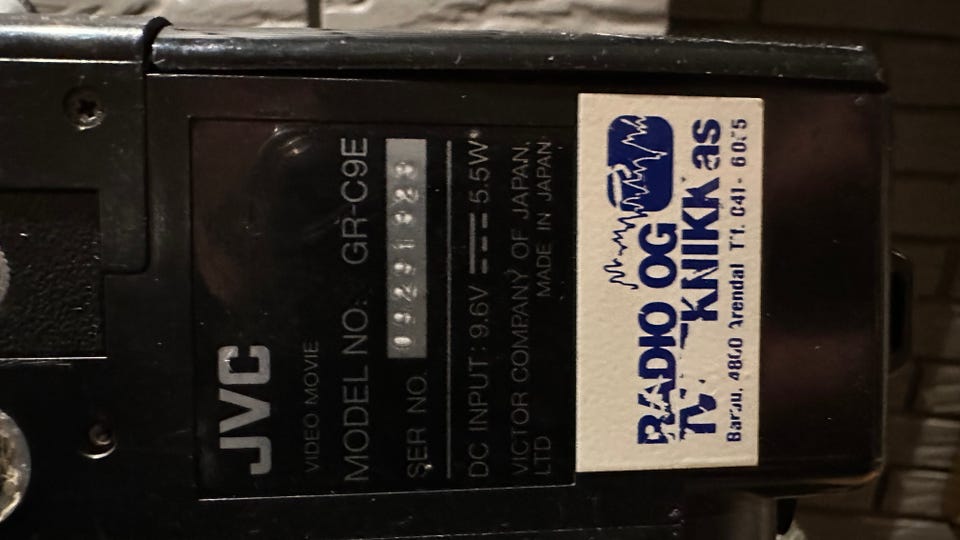 JVC
VIDEO MOVIE
MODEL NO. GR-C9E
SER NO.
DC INPUT : 9.6V ⎓ 5.5W
VICTOR COMPANY OF JAPAN,
LTD MADE IN JAPAN
RADIO OG
as
4800 Arendal